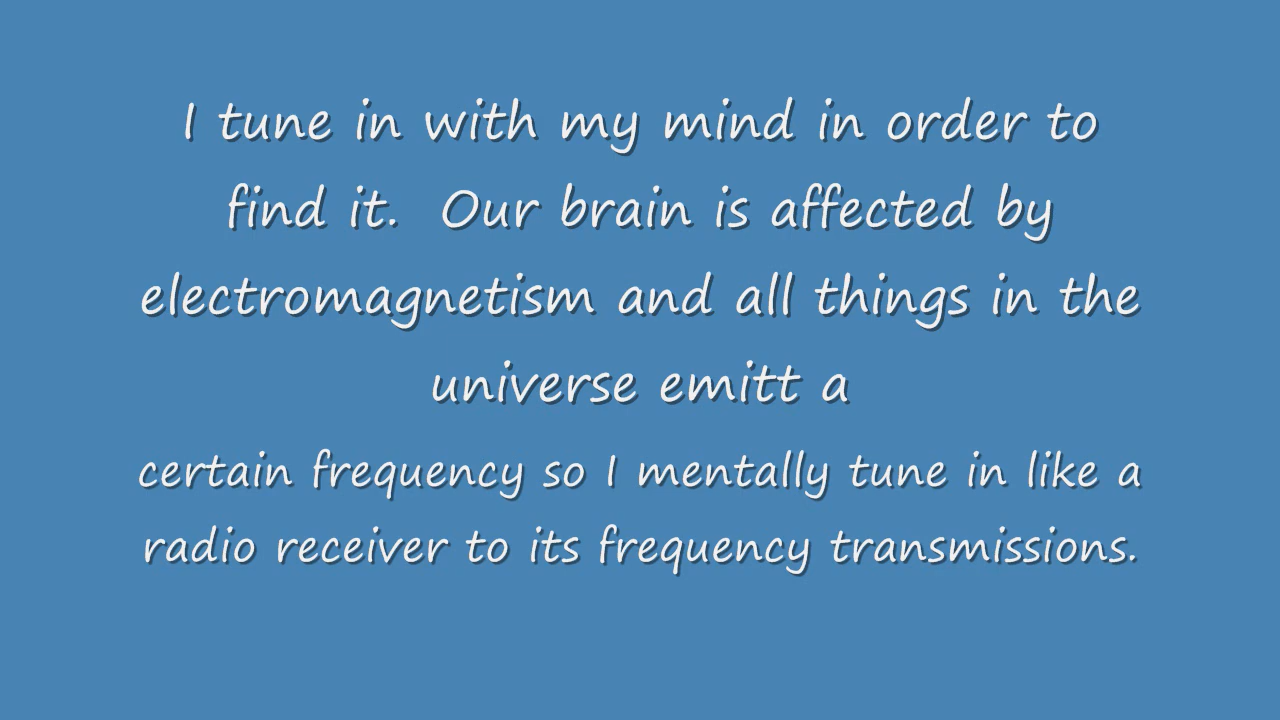 I tune in with my mind in order to
find it.  Our brain is affected by
electromagnetism and all things in the
universe emitt a
certain frequency so I mentally tune in like a
radio receiver to its frequency transmissions.